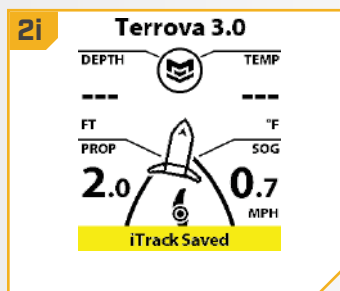 2i
Terrova 3.0
DEPTH TEMP
--- ---
FT °F
PROP SOG
2.0 0.7
MPH
iTrack Saved